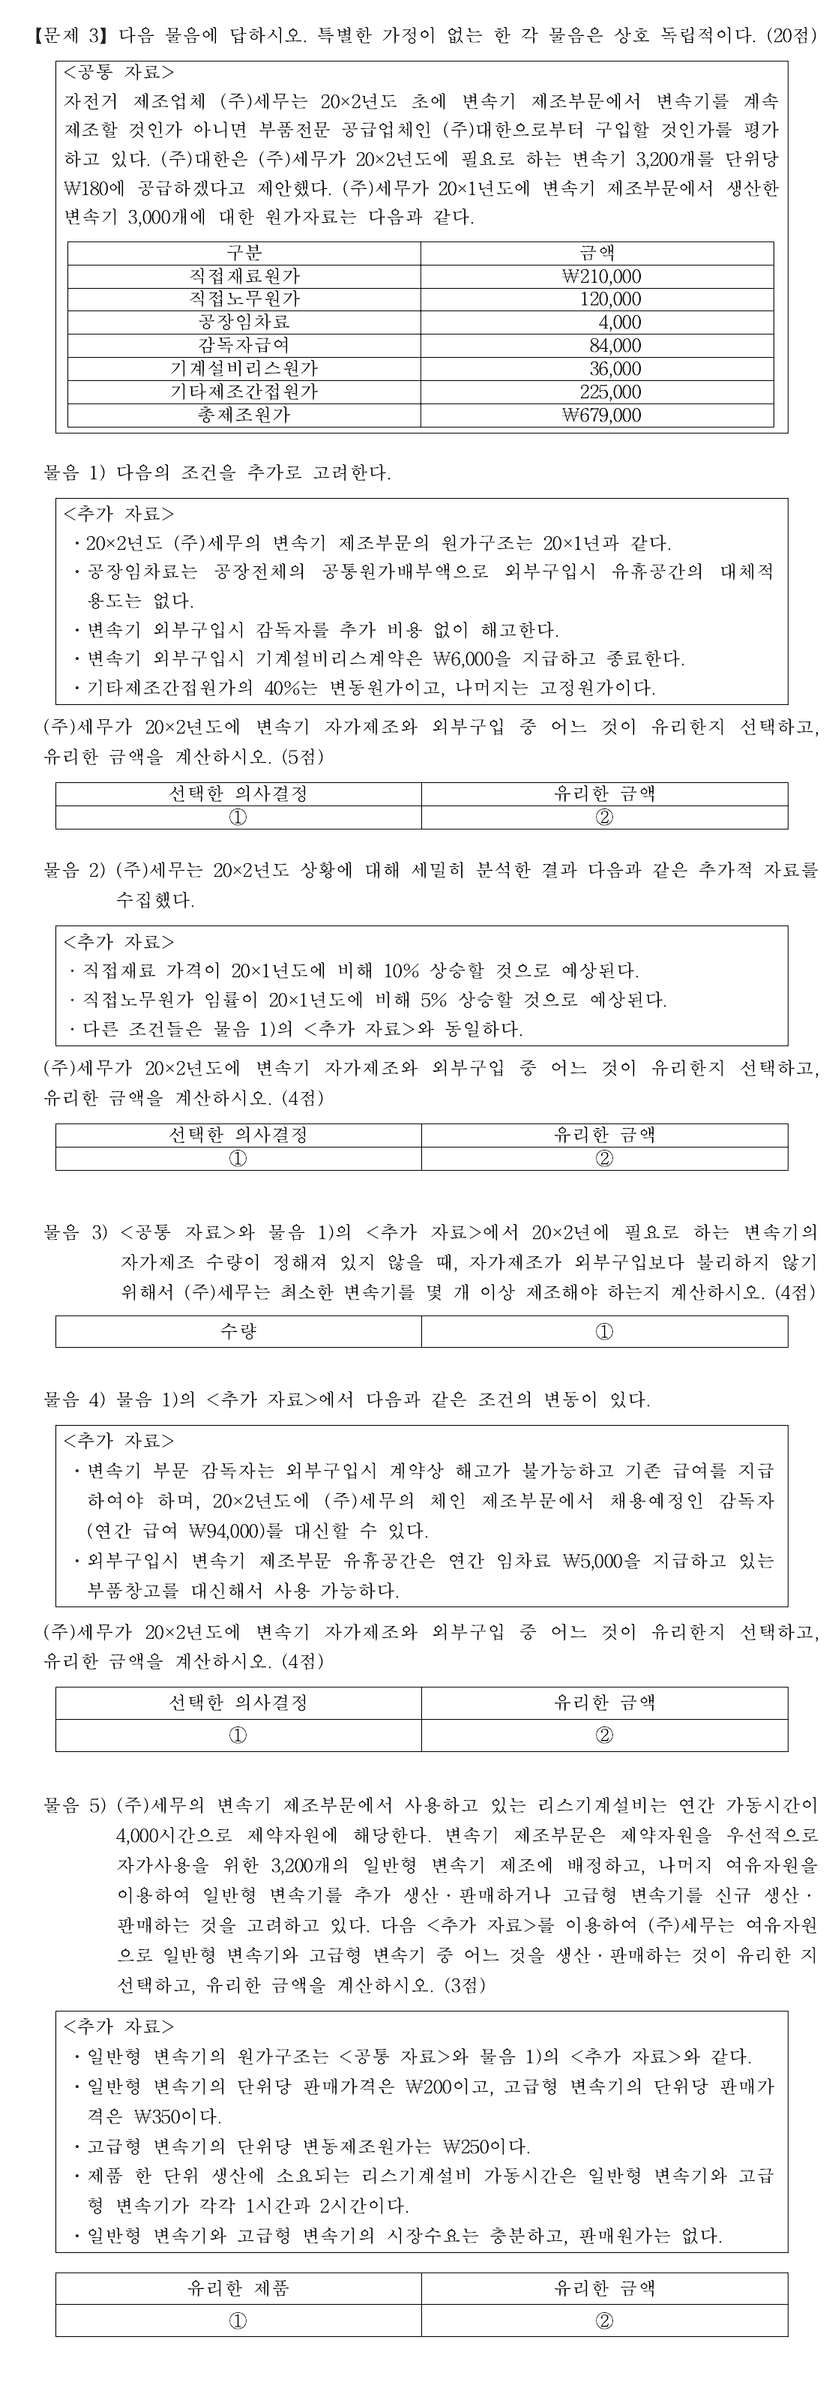 【문제 3】 다음 물음에 답하시오. 특별한 가정이 없는 한 각 물음은 상호 독립적이다. (20점)
<공통 자료>
자전거 제조업체 (주)세무는 20×2년도 초에 변속기 제조부문에서 변속기를 계속
제조할 것인가 아니면 부품전문 공급업체인 (주)대한으로부터 구입할 것인가를 평가
하고 있다. (주)대한은 (주)세무가 20×2년도에 필요로 하는 변속기 3,200개를 단위당
₩180에 공급하겠다고 제안했다. (주)세무가 20×1년도에 변속기 제조부문에서 생산한
변속기 3,000개에 대한 원가자료는 다음과 같다.
구분 금액
직접재료원가 ₩210,000
직접노무원가 120,000
공장임차료 4,000
감독자급여 84,000
기계설비리스원가 36,000
기타제조간접원가 225,000
총제조원가 ₩679,000
물음 1) 다음의 조건을 추가로 고려한다.
<추가 자료>
·20×2년도 (주)세무의 변속기 제조부문의 원가구조는 20×1년과 같다.
·공장임차료는 공장전체의 공통원가배부액으로 외부구입시 유휴공간의 대체적
용도는 없다.
·변속기 외부구입시 감독자를 추가 비용 없이 해고한다.
·변속기 외부구입시 기계설비리스계약은 ₩6,000을 지급하고 종료한다.
·기타제조간접원가의 40%는 변동원가이고, 나머지는 고정원가이다.
(주)세무가 20×2년도에 변속기 자가제조와 외부구입 중 어느 것이 유리한지 선택하고,
유리한 금액을 계산하시오. (5점)
선택한 의사결정 유리한 금액
① ②
물음 2) (주)세무는 20×2년도 상황에 대해 세밀히 분석한 결과 다음과 같은 추가적 자료를
수집했다.
<추가 자료>
·직접재료 가격이 20×1년도에 비해 10% 상승할 것으로 예상된다.
·직접노무원가 임률이 20×1년도에 비해 5% 상승할 것으로 예상된다.
·다른 조건들은 물음 1)의 <추가 자료>와 동일하다.
(주)세무가 20×2년도에 변속기 자가제조와 외부구입 중 어느 것이 유리한지 선택하고,
유리한 금액을 계산하시오. (4점)
선택한 의사결정 유리한 금액
① ②
물음 3) <공통 자료>와 물음 1)의 <추가 자료>에서 20×2년에 필요로 하는 변속기의
자가제조 수량이 정해져 있지 않을 때, 자가제조가 외부구입보다 불리하지 않기
위해서 (주)세무는 최소한 변속기를 몇 개 이상 제조해야 하는지 계산하시오. (4점)
수량 ①
물음 4) 물음 1)의 <추가 자료>에서 다음과 같은 조건의 변동이 있다.
<추가 자료>
·변속기 부문 감독자는 외부구입시 계약상 해고가 불가능하고 기존 급여를 지급
하여야 하며, 20×2년도에 (주)세무의 체인 제조부문에서 채용예정인 감독자
(연간 급여 ₩94,000)를 대신할 수 있다.
·외부구입시 변속기 제조부문 유휴공간은 연간 임차료 ₩5,000을 지급하고 있는
부품창고를 대신해서 사용 가능하다.
(주)세무가 20×2년도에 변속기 자가제조와 외부구입 중 어느 것이 유리한지 선택하고,
유리한 금액을 계산하시오. (4점)
선택한 의사결정 유리한 금액
① ②
물음 5) (주)세무의 변속기 제조부문에서 사용하고 있는 리스기계설비는 연간 가동시간이
4,000시간으로 제약자원에 해당한다. 변속기 제조부문은 제약자원을 우선적으로
자가사용을 위한 3,200개의 일반형 변속기 제조에 배정하고, 나머지 여유자원을
이용하여 일반형 변속기를 추가 생산·판매하거나 고급형 변속기를 신규 생산·
판매하는 것을 고려하고 있다. 다음 <추가 자료>를 이용하여 (주)세무는 여유자원
으로 일반형 변속기와 고급형 변속기 중 어느 것을 생산·판매하는 것이 유리한 지
선택하고, 유리한 금액을 계산하시오. (3점)
<추가 자료>
·일반형 변속기의 원가구조는 <공통 자료>와 물음 1)의 <추가 자료>와 같다.
·일반형 변속기의 단위당 판매가격은 ₩200이고, 고급형 변속기의 단위당 판매가
격은 ₩350이다.
·고급형 변속기의 단위당 변동제조원가는 ₩250이다.
·제품 한 단위 생산에 소요되는 리스기계설비 가동시간은 일반형 변속기와 고급
형 변속기가 각각 1시간과 2시간이다.
·일반형 변속기와 고급형 변속기의 시장수요는 충분하고, 판매원가는 없다.
유리한 제품 유리한 금액
① ②